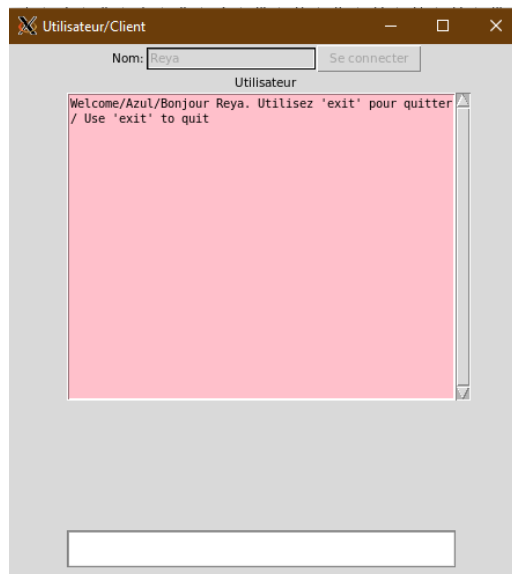 Utilisateur/Client
Nom: Reya Se connecter
Utilisateur
Welcome/Azul/Bonjour Reya. Utilisez 'exit' pour quitter
/ Use 'exit' to quit